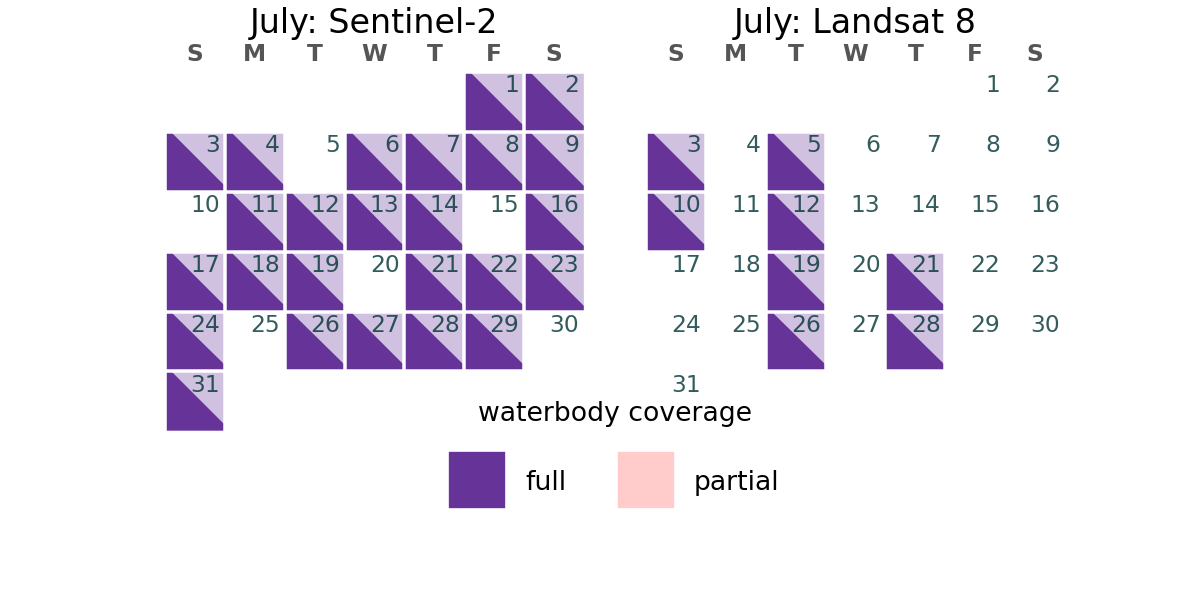 July: Sentinel-2
S M T W T F S
1 2
3 4 5 6 7 8 9
10 11 12 13 14 15 16
17 18 19 20 21 22 23
24 25 26 27 28 29 30
31
July: Landsat 8
S M T W T F S
1 2
3 4 5 6 7 8 9
10 11 12 13 14 15 16
17 18 19 20 21 22 23
24 25 26 27 28 29 30
31
waterbody coverage
full partial